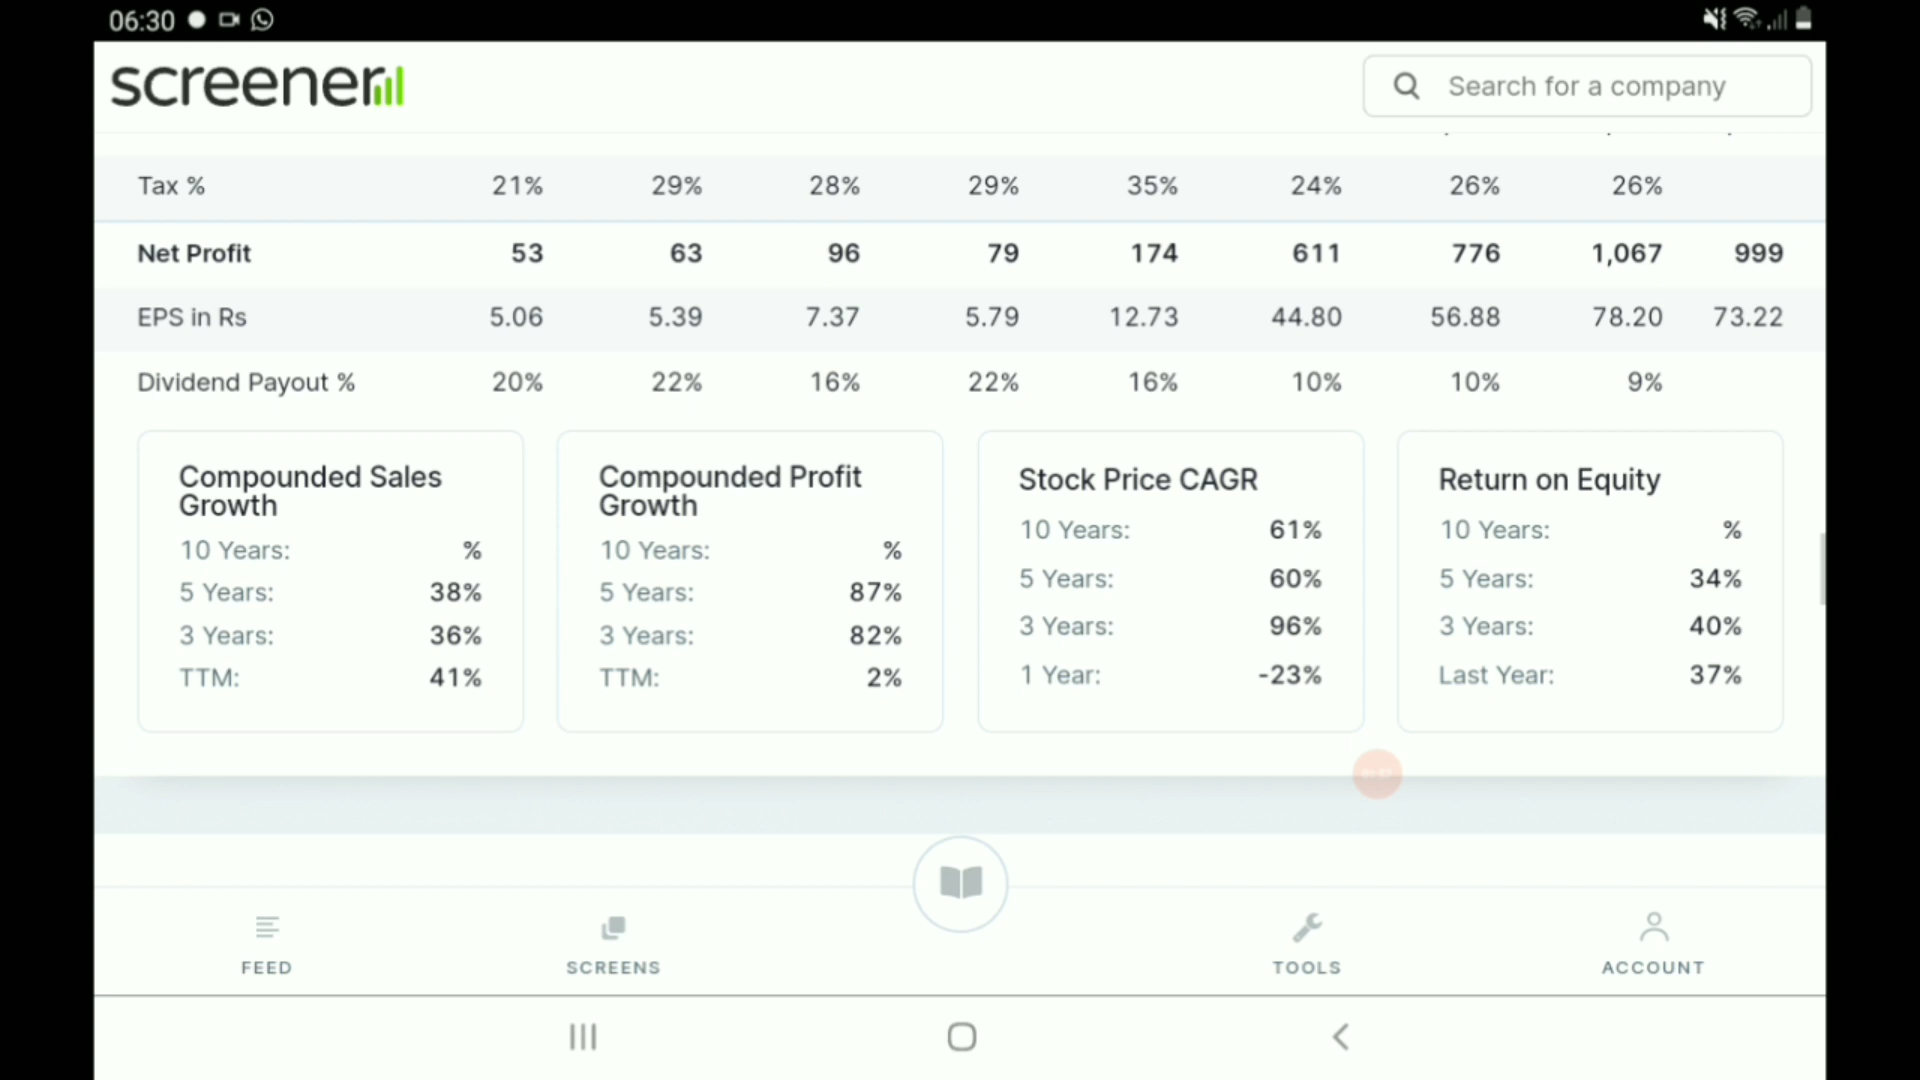 06:30
screener
Search for a company
Tax % 21% 29% 28% 29% 35% 24% 26% 26%
Net Profit 53 63 96 79 174 611 776 1,067 999
EPS in Rs 5.06 5.39 7.37 5.79 12.73 44.80 56.88 78.20 73.22
Dividend Payout % 20% 22% 16% 22% 16% 10% 10% 9%
Compounded Sales
Growth
10 Years: %
5 Years: 38%
3 Years: 36%
TTM: 41%
Compounded Profit
Growth
10 Years: %
5 Years: 87%
3 Years: 82%
TTM: 2%
Stock Price CAGR
10 Years: 61%
5 Years: 60%
3 Years: 96%
1 Year: -23%
Return on Equity
10 Years: %
5 Years: 34%
3 Years: 40%
Last Year: 37%
FEED
SCREENS
TOOLS
ACCOUNT